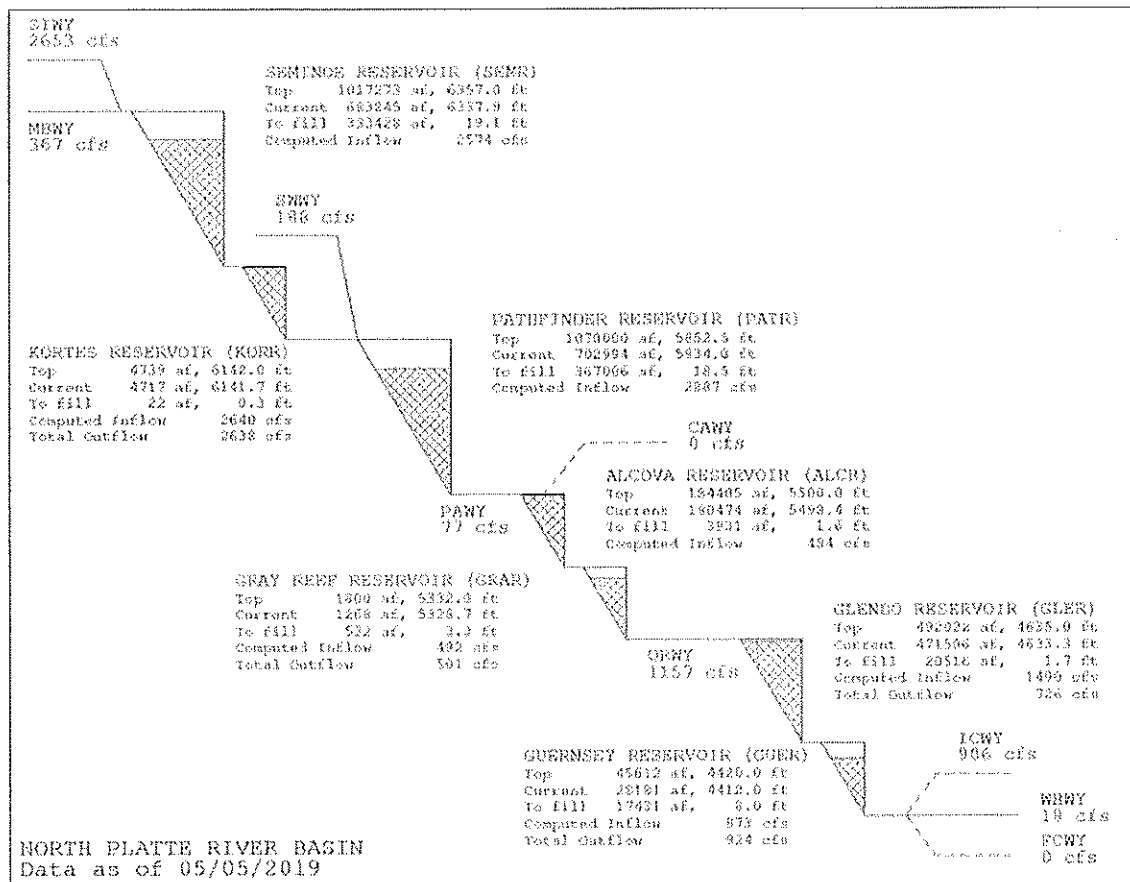 SIWY
2653 cfs
SEMINOE RESERVOIR (SEMR)
Top 1017273 af, 6357.0 ft
Current 683845 af, 6337.9 ft
To fill 333428 af, 19.1 ft
Computed Inflow 2574 cfs
MBWY
367 cfs
SWWY
188 cfs
PATHFINDER RESERVOIR (PATR)
Top 1070000 af, 5852.5 ft
Current 702994 af, 5834.0 ft
To fill 367006 af, 18.5 ft
Computed Inflow 2887 cfs
KORTES RESERVOIR (KORR)
Top 4739 af, 6142.0 ft
Current 4717 af, 6141.7 ft
To fill 22 af, 0.3 ft
Computed Inflow 2640 cfs
Total Outflow 2638 cfs
CAWY
0 cfs
ALCOVA RESERVOIR (ALCR)
Top 184405 af, 5500.0 ft
Current 180474 af, 5498.4 ft
To fill 3931 af, 1.6 ft
Computed Inflow cfs
PAWY
77 cfs
GRAY REEF RESERVOIR (GRAR)
Top 1800 af, 5332.0 ft
Current 1268 af, 5328.7 ft
To fill 532 af, 3.3 ft
Computed Inflow 492 cfs
Total Outflow 501 cfs
GLENDO RESERVOIR (GLER)
Top 492022 af, 4635.0 ft
Current 471506 af, 4633.3 ft
To fill 20516 af, 1.7 ft
Computed Inflow 1490 cfs
Total Outflow 726 cfs
ORWY
1157 cfs
GUERNSEY RESERVOIR (GUER)
Top 45612 af, 4420.0 ft
Current 28181 af, 4412.0 ft
To fill 17431 af, 8.0 ft
Computed Inflow 873 cfs
Total Outflow 924 cfs
ICWY
906 cfs
WBWY
cfs
FCWY
0 cfs
NORTH PLATTE RIVER BASIN
Data as of 05/05/2019